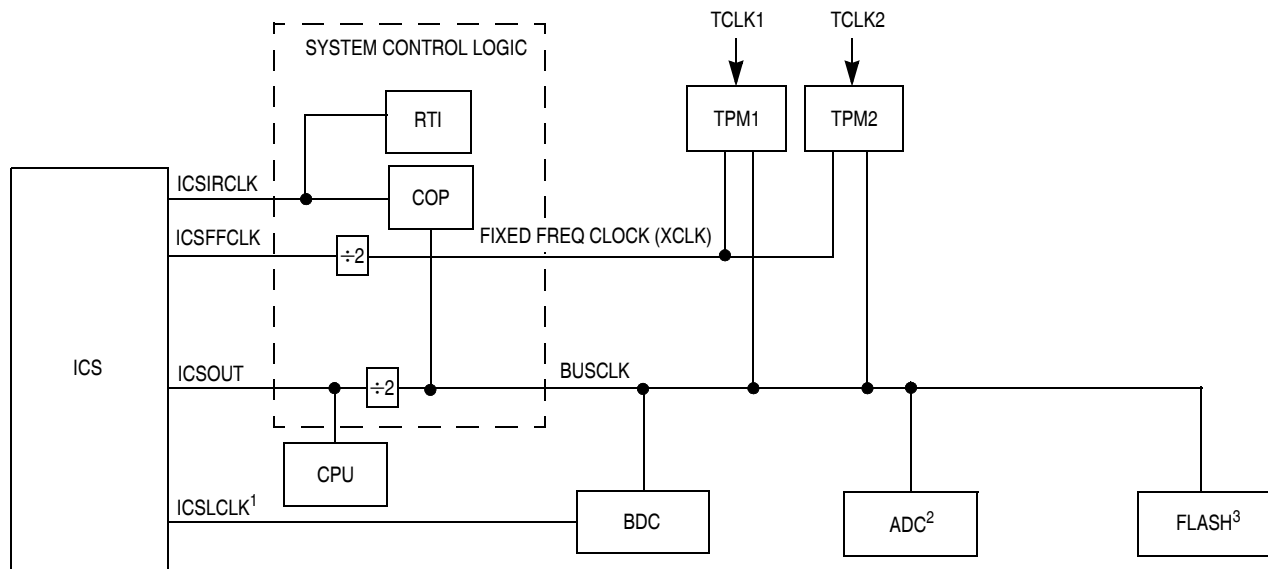 TCLK1
TCLK2
SYSTEM CONTROL LOGIC
RTI
TPM1
TPM2
ICSIRCLK
COP
ICSFFCLK
÷2
FIXED FREQ CLOCK (XCLK)
ICS
ICSOUT
÷2
BUSCLK
CPU
ICSLCLK¹
BDC
ADC²
FLASH³